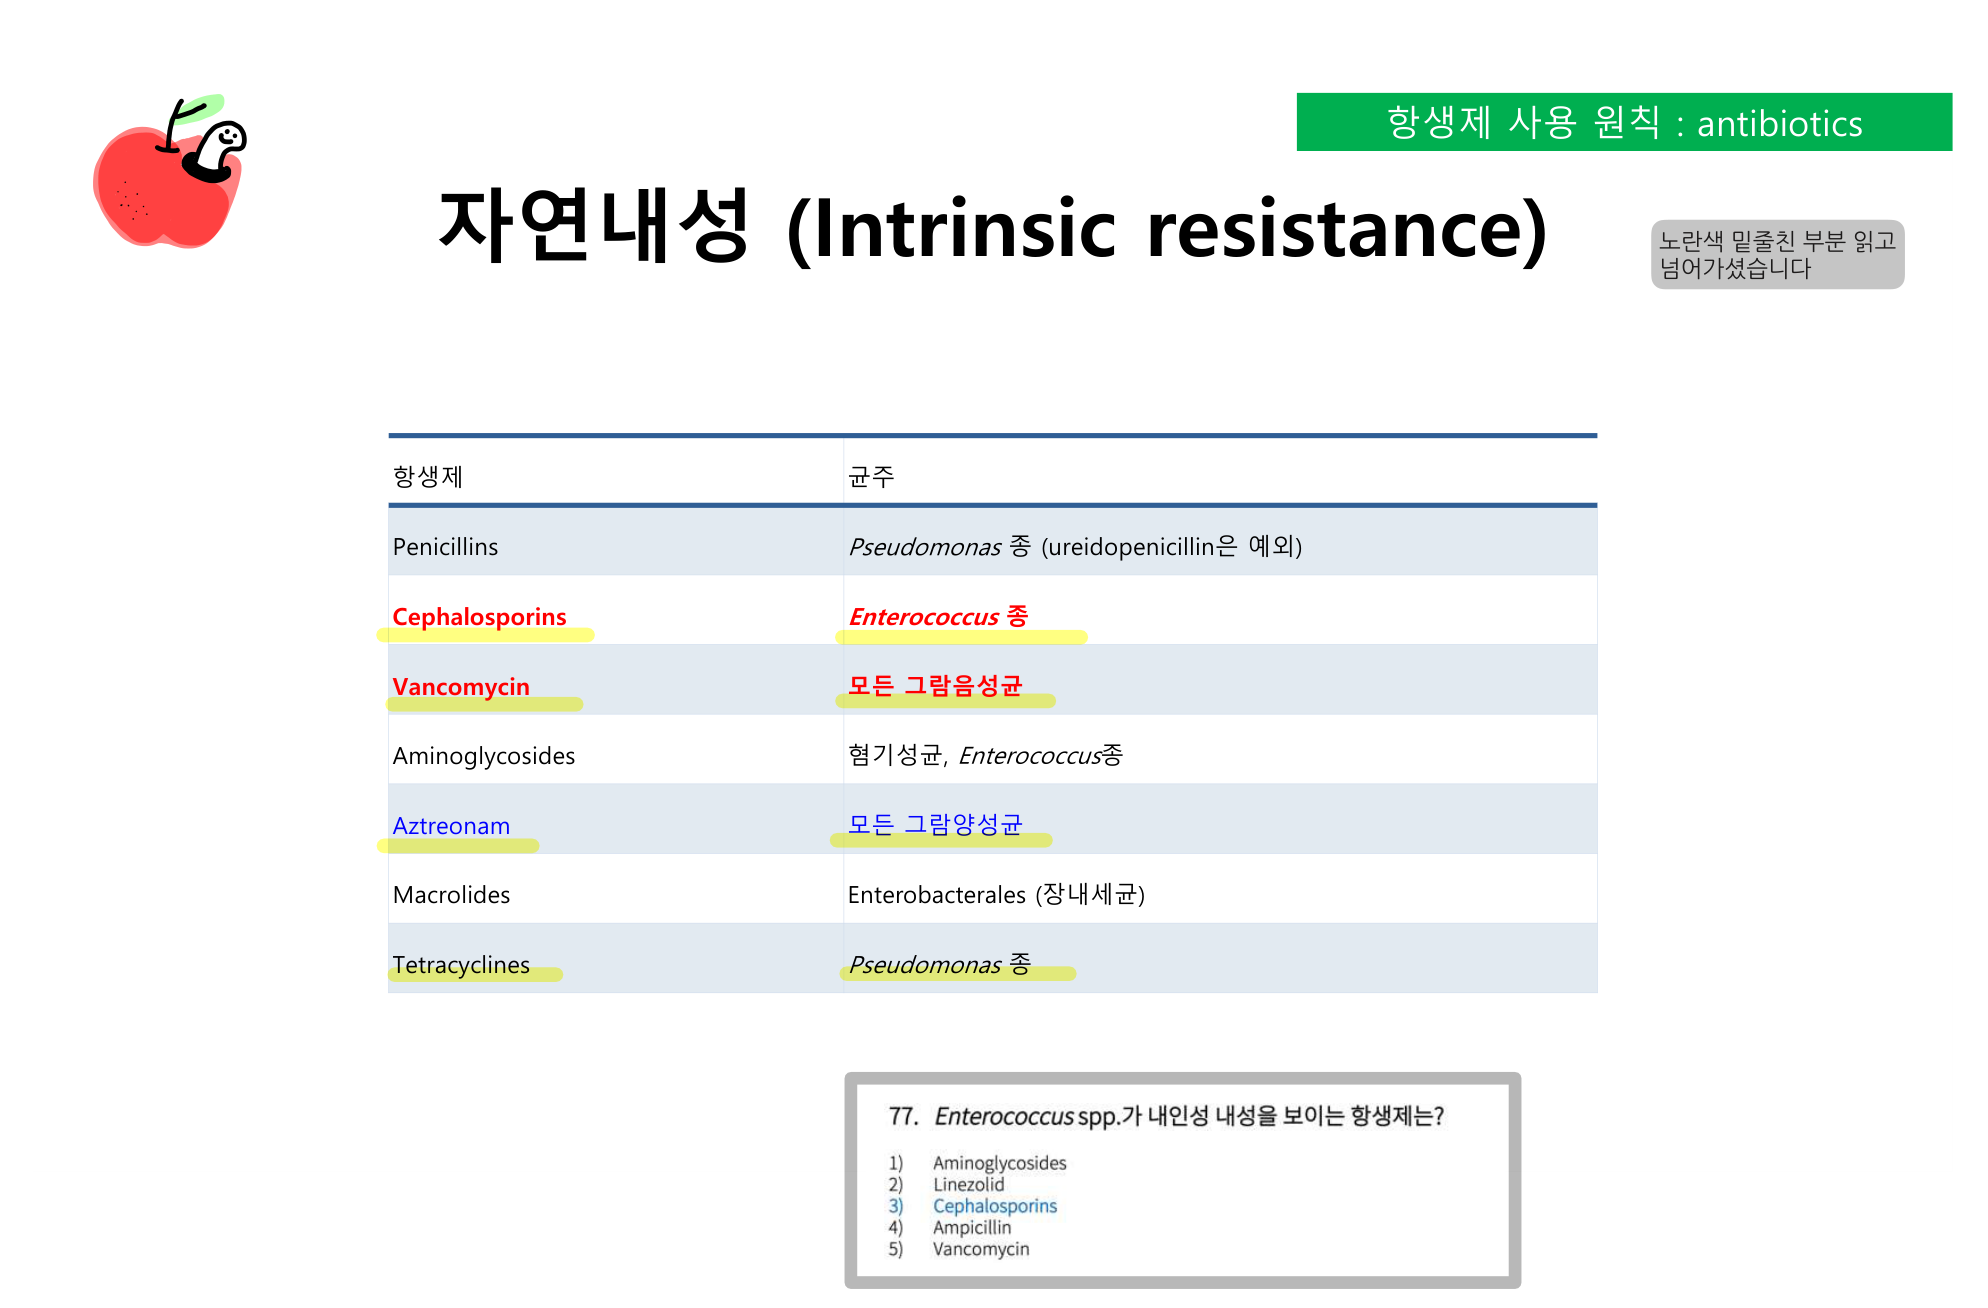 항생제 사용 원칙 : antibiotics
자연내성 (Intrinsic resistance)
노란색 밑줄친 부분 읽고
넘어가셨습니다
항생제 균주
Penicillins Pseudomonas 종 (ureidopenicillin은 예외)
Cephalosporins Enterococcus 종
Vancomycin 모든 그람음성균
Aminoglycosides 혐기성균, Enterococcus종
Aztreonam 모든 그람양성균
Macrolides Enterobacterales (장내세균)
Tetracyclines Pseudomonas 종
77. Enterococcus spp.가 내인성 내성을 보이는 항생제는?
1) Aminoglycosides
2) Linezolid
3) Cephalosporins
4) Ampicillin
5) Vancomycin